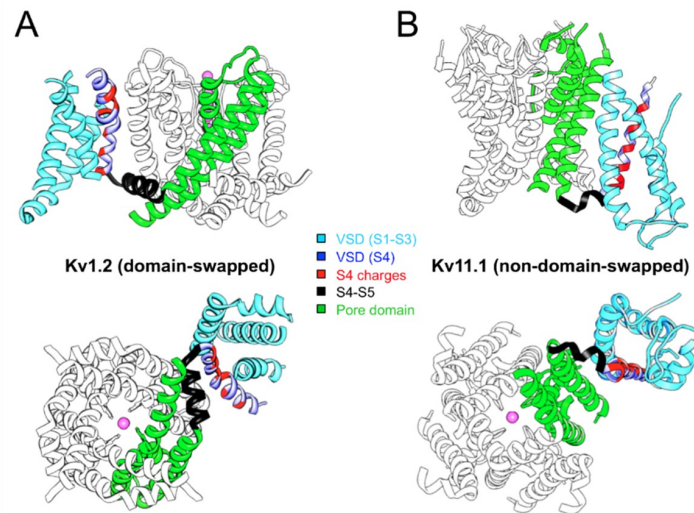 A
B
VSD (S1-S3)
VSD (S4)
S4 charges
S4-S5
Pore domain
Kv1.2 (domain-swapped)
Kv11.1 (non-domain-swapped)